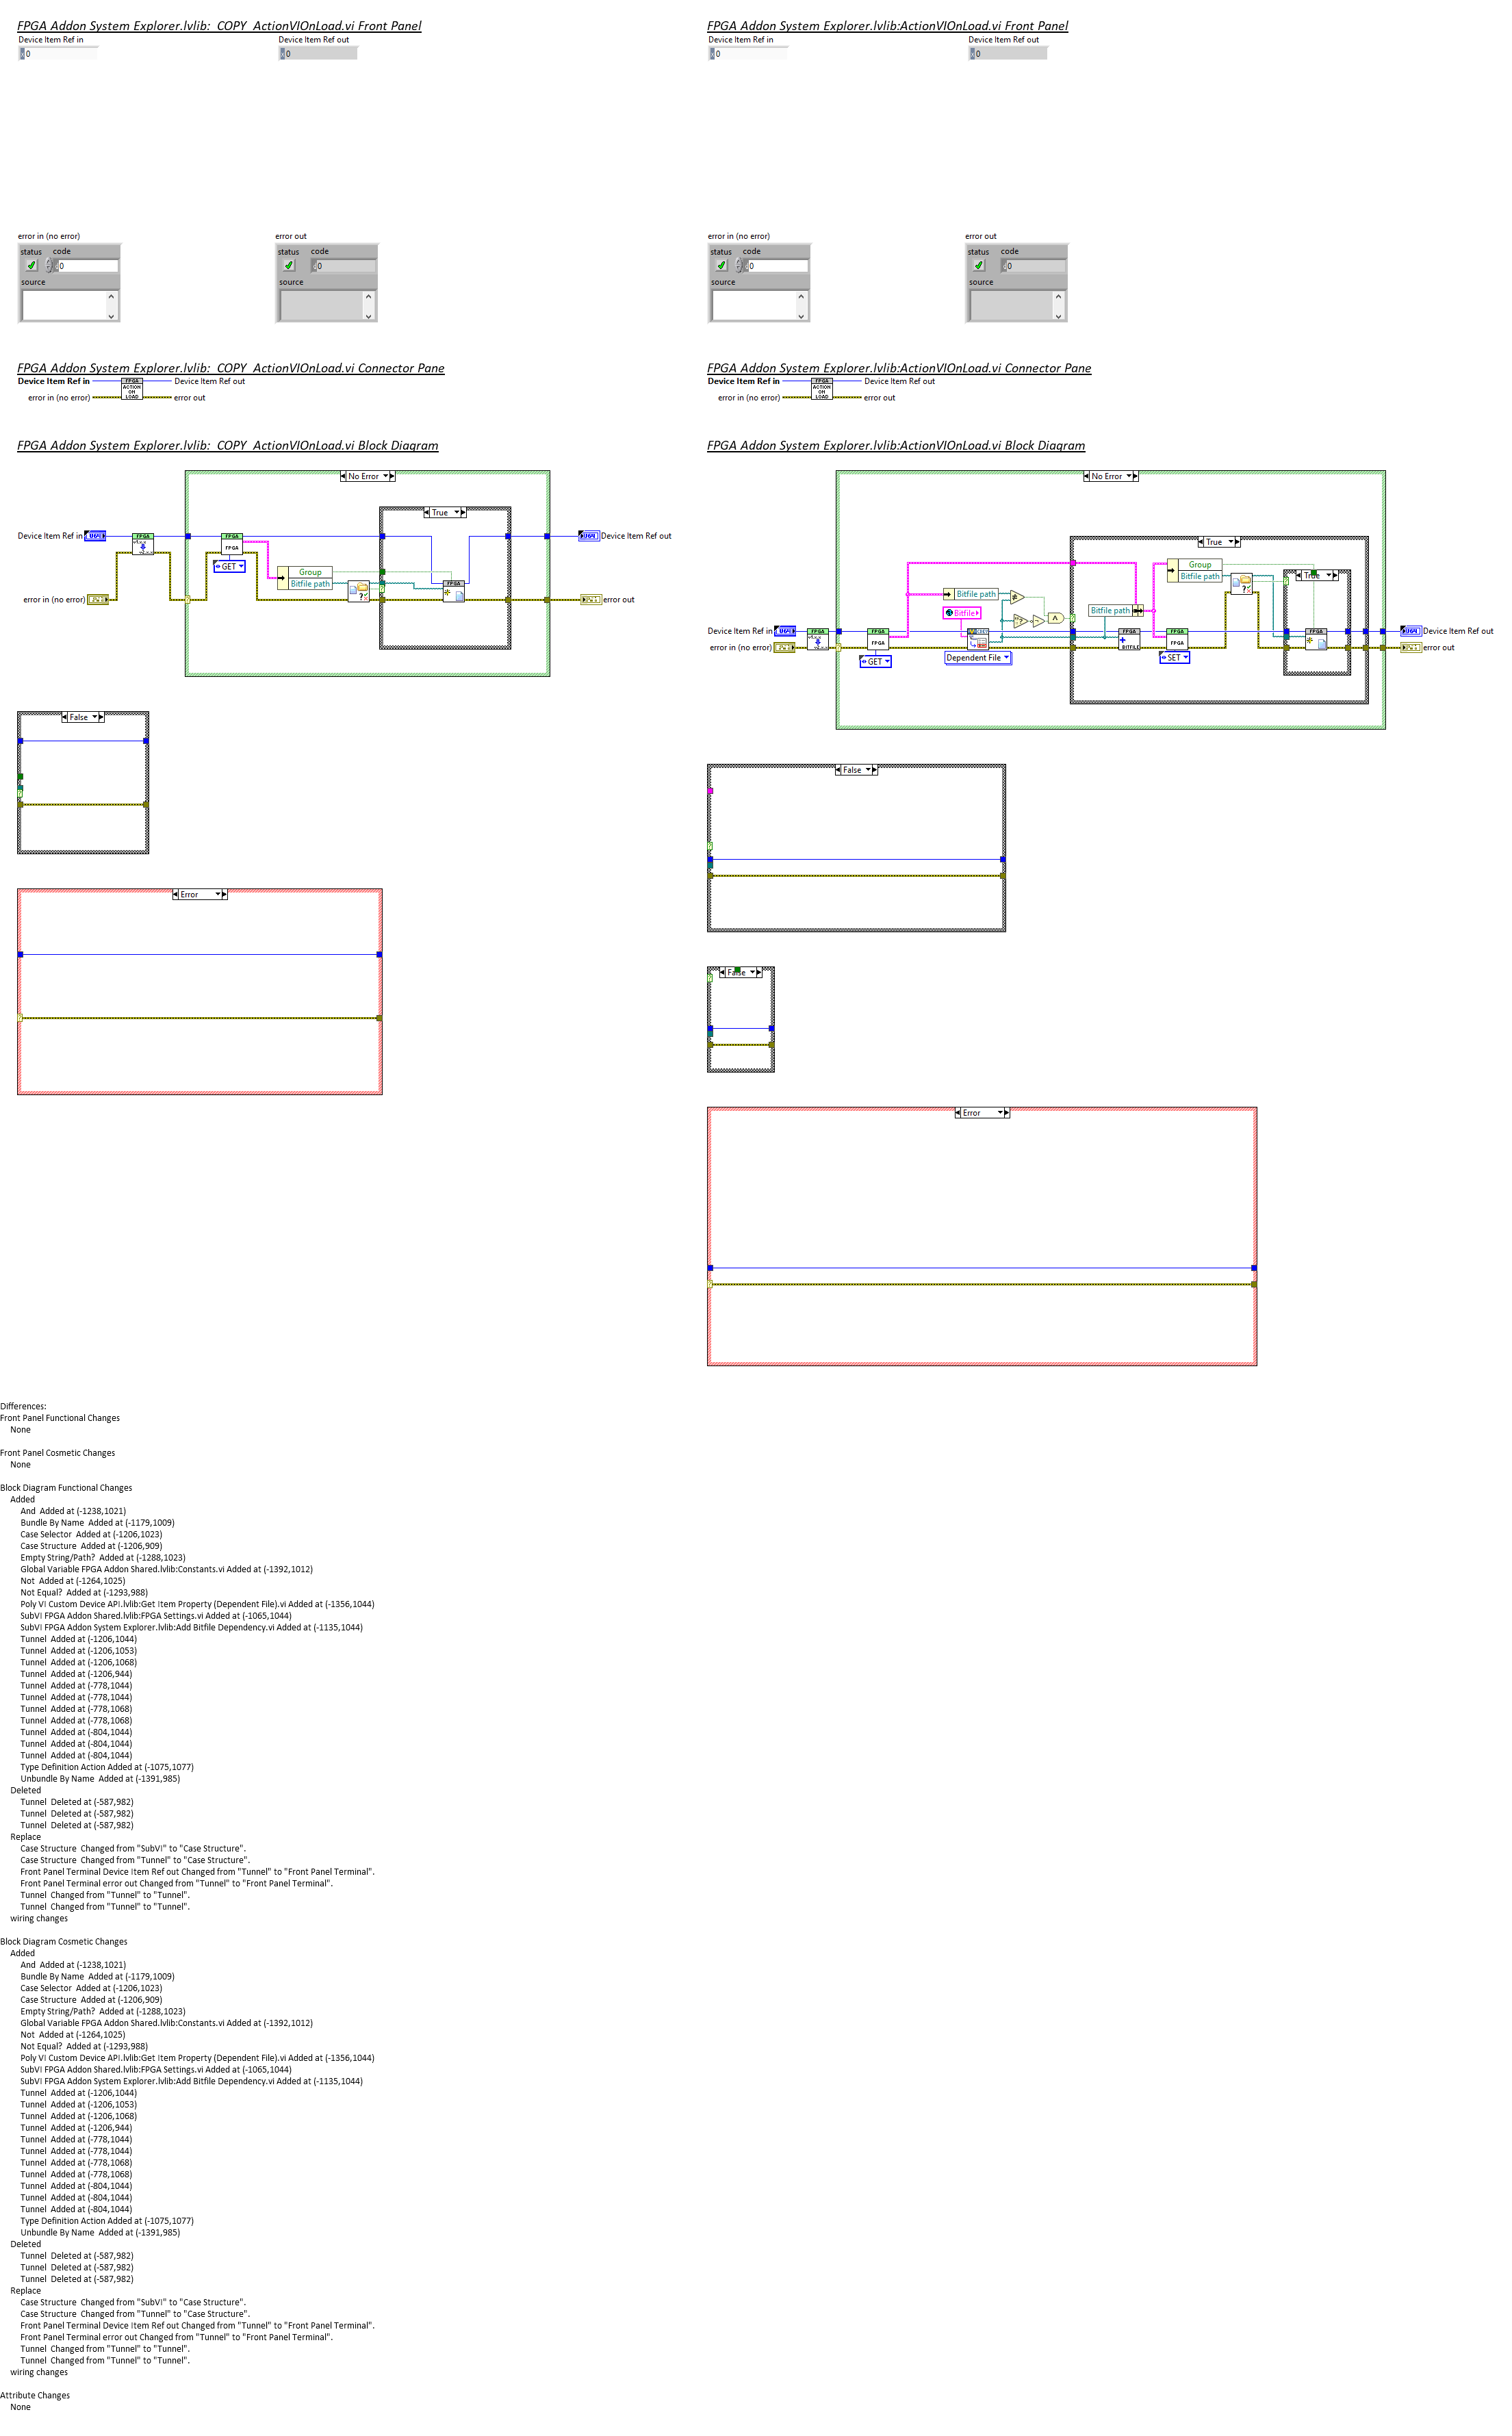 FPGA Addon System Explorer.lvlib:_COPY_ActionVIOnLoad.vi Front Panel
Device Item Ref in
Device Item Ref out
0
0
error in (no error)
error out
status
code
status
code
0
0
source
source
FPGA Addon System Explorer.lvlib:_COPY_ActionVIOnLoad.vi Connector Pane
Device Item Ref in
FPGA
ACTION
ON
LOAD
Device Item Ref out
error in (no error)
error out
FPGA Addon System Explorer.lvlib:_COPY_ActionVIOnLoad.vi Block Diagram
No Error
True
Device Item Ref in
U64
FPGA
FPGA
FPGA
GET
U64
Device Item Ref out
Group
Bitfile path
FPGA
error in (no error)
error out
False
Error
FPGA Addon System Explorer.lvlib:ActionVIOnLoad.vi Front Panel
Device Item Ref in
Device Item Ref out
0
0
error in (no error)
error out
status
code
status
code
0
0
source
source
FPGA Addon System Explorer.lvlib:ActionVIOnLoad.vi Connector Pane
Device Item Ref in
FPGA
ACTION
ON
LOAD
Device Item Ref out
error in (no error)
error out
FPGA Addon System Explorer.lvlib:ActionVIOnLoad.vi Block Diagram
No Error
True
Group
Bitfile path
True
Bitfile path
Bitfile
Bitfile path
Device Item Ref in
U64
FPGA
FPGA
FPGA
FPGA
FPGA
U64
Device Item Ref out
error in (no error)
FPGA
BITFILE
FPGA
error out
GET
Dependent File
SET
False
False
Error
Differences:
Front Panel Functional Changes
None
Front Panel Cosmetic Changes
None
Block Diagram Functional Changes
Added
And  Added at (-1238,1021)
Bundle By Name  Added at (-1179,1009)
Case Selector  Added at (-1206,1023)
Case Structure  Added at (-1206,909)
Empty String/Path?  Added at (-1288,1023)
Global Variable FPGA Addon Shared.lvlib:Constants.vi Added at (-1392,1012)
Not  Added at (-1264,1025)
Not Equal?  Added at (-1293,988)
Poly VI Custom Device API.lvlib:Get Item Property (Dependent File).vi Added at (-1356,1044)
SubVI FPGA Addon Shared.lvlib:FPGA Settings.vi Added at (-1065,1044)
SubVI FPGA Addon System Explorer.lvlib:Add Bitfile Dependency.vi Added at (-1135,1044)
Tunnel  Added at (-1206,1044)
Tunnel  Added at (-1206,1053)
Tunnel  Added at (-1206,1068)
Tunnel  Added at (-1206,944)
Tunnel  Added at (-778,1044)
Tunnel  Added at (-778,1044)
Tunnel  Added at (-778,1068)
Tunnel  Added at (-778,1068)
Tunnel  Added at (-804,1044)
Tunnel  Added at (-804,1044)
Tunnel  Added at (-804,1044)
Type Definition Action Added at (-1075,1077)
Unbundle By Name  Added at (-1391,985)
Deleted
Tunnel  Deleted at (-587,982)
Tunnel  Deleted at (-587,982)
Tunnel  Deleted at (-587,982)
Replace
Case Structure  Changed from "SubVI" to "Case Structure".
Case Structure  Changed from "Tunnel" to "Case Structure".
Front Panel Terminal Device Item Ref out Changed from "Tunnel" to "Front Panel Terminal".
Front Panel Terminal error out Changed from "Tunnel" to "Front Panel Terminal".
Tunnel  Changed from "Tunnel" to "Tunnel".
Tunnel  Changed from "Tunnel" to "Tunnel".
wiring changes
Block Diagram Cosmetic Changes
Added
And  Added at (-1238,1021)
Bundle By Name  Added at (-1179,1009)
Case Selector  Added at (-1206,1023)
Case Structure  Added at (-1206,909)
Empty String/Path?  Added at (-1288,1023)
Global Variable FPGA Addon Shared.lvlib:Constants.vi Added at (-1392,1012)
Not  Added at (-1264,1025)
Not Equal?  Added at (-1293,988)
Poly VI Custom Device API.lvlib:Get Item Property (Dependent File).vi Added at (-1356,1044)
SubVI FPGA Addon Shared.lvlib:FPGA Settings.vi Added at (-1065,1044)
SubVI FPGA Addon System Explorer.lvlib:Add Bitfile Dependency.vi Added at (-1135,1044)
Tunnel  Added at (-1206,1044)
Tunnel  Added at (-1206,1053)
Tunnel  Added at (-1206,1068)
Tunnel  Added at (-1206,944)
Tunnel  Added at (-778,1044)
Tunnel  Added at (-778,1044)
Tunnel  Added at (-778,1068)
Tunnel  Added at (-778,1068)
Tunnel  Added at (-804,1044)
Tunnel  Added at (-804,1044)
Tunnel  Added at (-804,1044)
Type Definition Action Added at (-1075,1077)
Unbundle By Name  Added at (-1391,985)
Deleted
Tunnel  Deleted at (-587,982)
Tunnel  Deleted at (-587,982)
Tunnel  Deleted at (-587,982)
Replace
Case Structure  Changed from "SubVI" to "Case Structure".
Case Structure  Changed from "Tunnel" to "Case Structure".
Front Panel Terminal Device Item Ref out Changed from "Tunnel" to "Front Panel Terminal".
Front Panel Terminal error out Changed from "Tunnel" to "Front Panel Terminal".
Tunnel  Changed from "Tunnel" to "Tunnel".
Tunnel  Changed from "Tunnel" to "Tunnel".
wiring changes
Attribute Changes
None